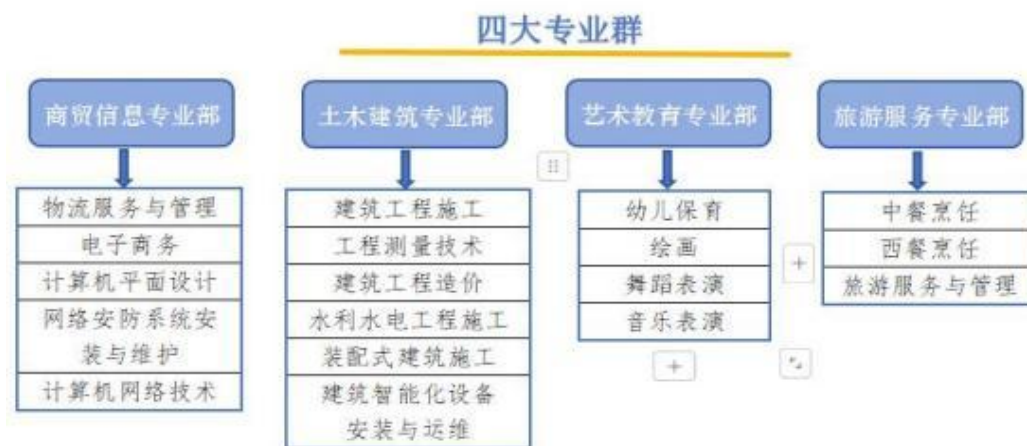 四大专业群
商贸信息专业部
物流服务与管理
电子商务
计算机平面设计
网络安防系统安
装与维护
计算机网络技术
土木建筑专业部
建筑工程施工
工程测量技术
建筑工程造价
水利水电工程施工
装配式建筑施工
建筑智能化设备
安装与运维
艺术教育专业部
幼儿保育
绘画
舞蹈表演
音乐表演
旅游服务专业部
中餐烹饪
西餐烹饪
旅游服务与管理